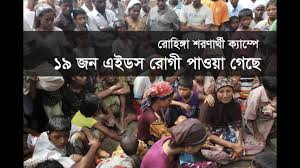 রোহিঙ্গা শরণার্থী ক্যাম্পে
১৯ জন এইডস রোগী পাওয়া গেছে